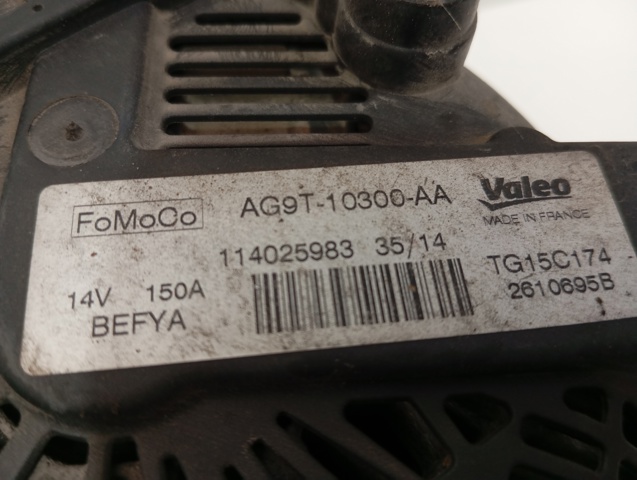 FoMoCo AG9T-10300-AA Valeo
MADE IN FRANCE
114025983 35/14
TG15C174
14V 150A
2610695B
BEFYA